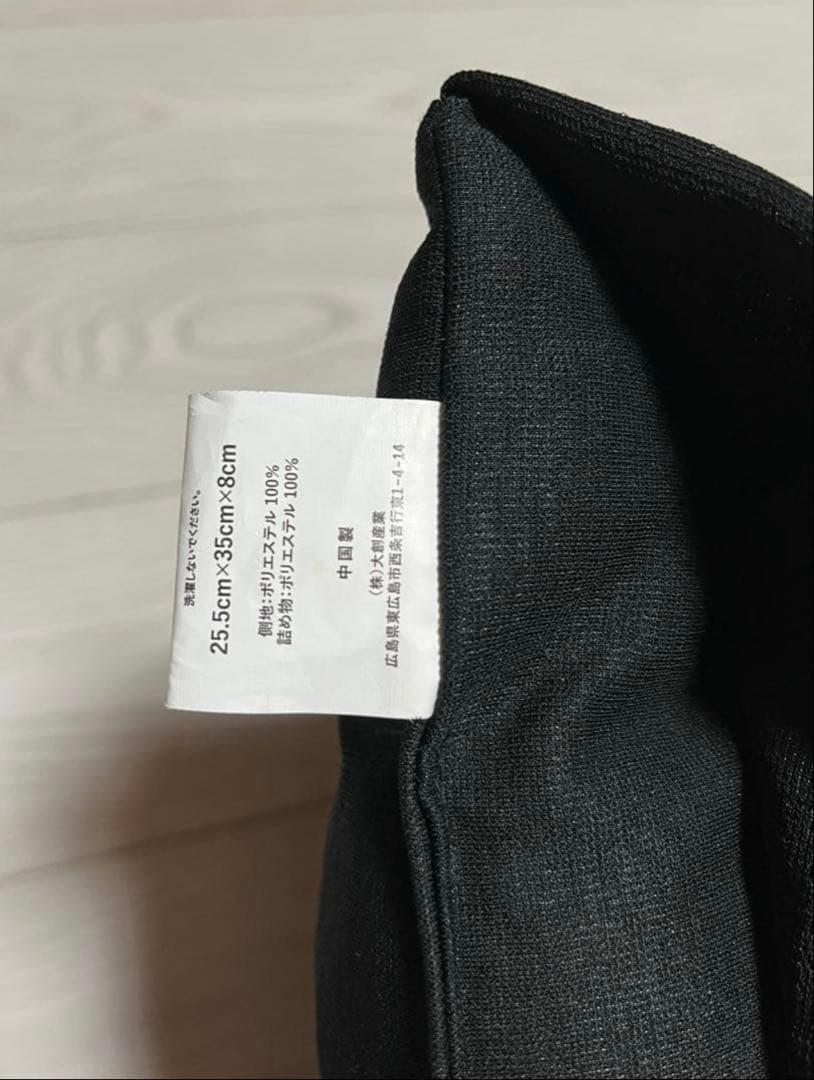 洗濯しないでください。
25.5cm×35cm×8cm
側地：ポリエステル 100%
詰め物：ポリエステル 100%
中国製
（株）大創産業
広島県東広島市西条吉行東1-4-14